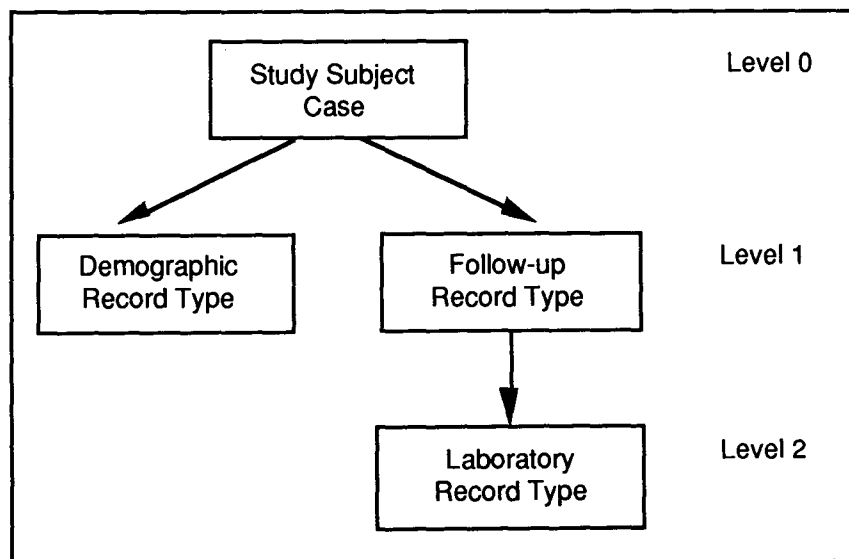 Study Subject
Case
Level 0
Demographic
Record Type
Follow-up
Record Type
Level 1
Laboratory
Record Type
Level 2